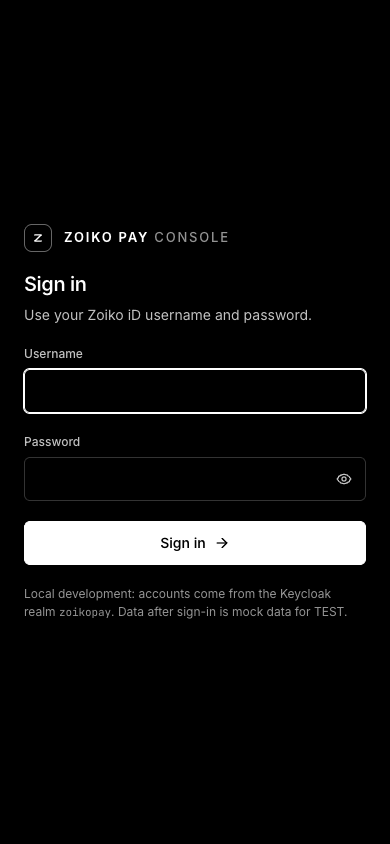 Z ZOIKO PAY CONSOLE
Sign in
Use your Zoiko iD username and password.
Username
Password
Sign in →
Local development: accounts come from the Keycloak
realm zoikopay. Data after sign-in is mock data for TEST.